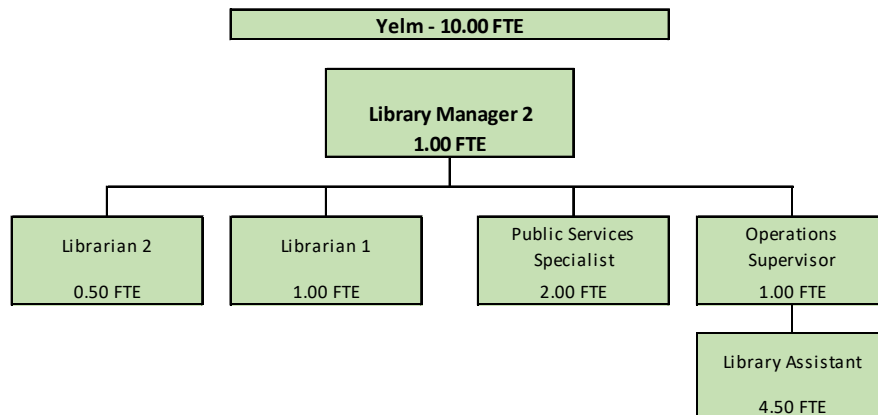 Yelm - 10.00 FTE
Library Manager 2
1.00 FTE
Librarian 2
0.50 FTE
Librarian 1
1.00 FTE
Public Services
Specialist
2.00 FTE
Operations
Supervisor
1.00 FTE
Library Assistant
4.50 FTE